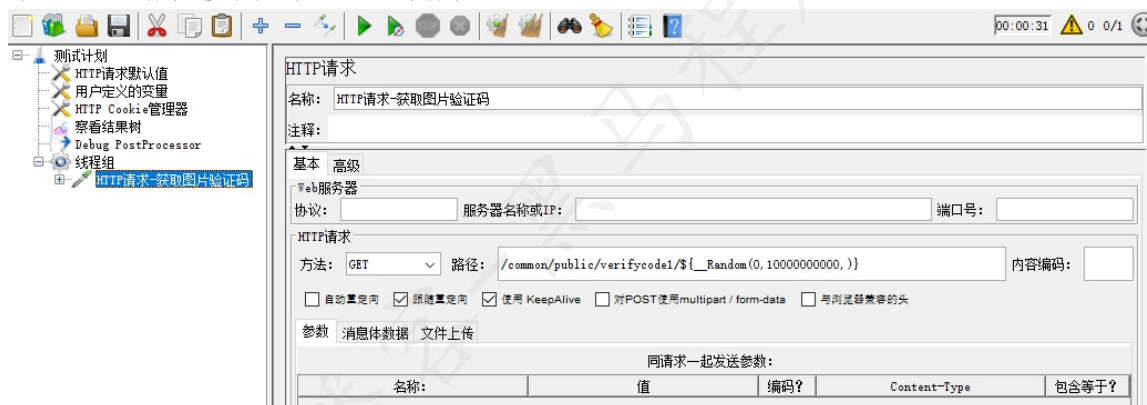 00:00:31 0 0/1
测试计划
HTTP请求默认值
用户定义的变量
HTTP Cookie管理器
察看结果树
Debug PostProcessor
线程组
HTTP请求-获取图片验证码
HTTP请求
名称: HTTP请求-获取图片验证码
注释:
基本 高级
Web服务器
协议: 服务器名称或IP: 端口号:
HTTP请求
方法: GET 路径: /common/public/verifycode1/${__Random(0,10000000000,)} 内容编码:
自动重定向 跟随重定向 使用 KeepAlive 对POST使用multipart / form-data 与浏览器兼容的头
参数 消息体数据 文件上传
同请求一起发送参数:
名称: 值 编码? Content-Type 包含等于?